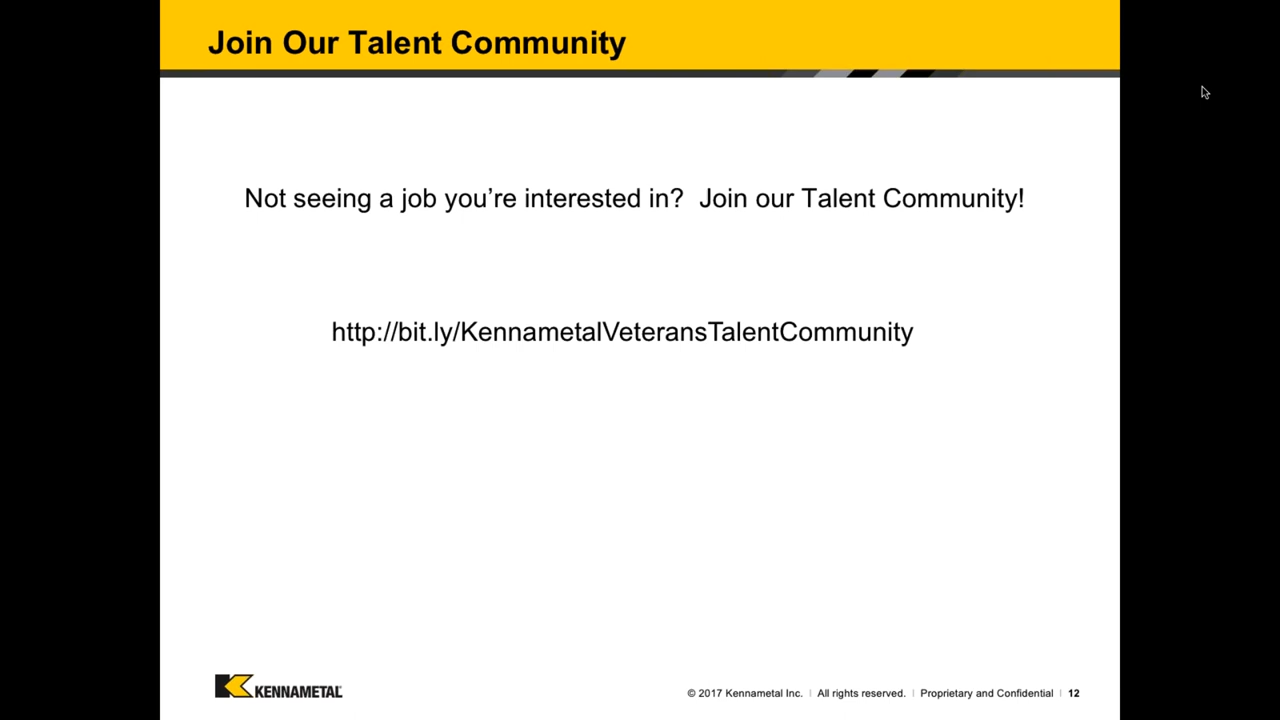 Join Our Talent Community
Not seeing a job you’re interested in?  Join our Talent Community!
http://bit.ly/KennametalVeteransTalentCommunity
KENNAMETAL
© 2017 Kennametal Inc. | All rights reserved. | Proprietary and Confidential | 12